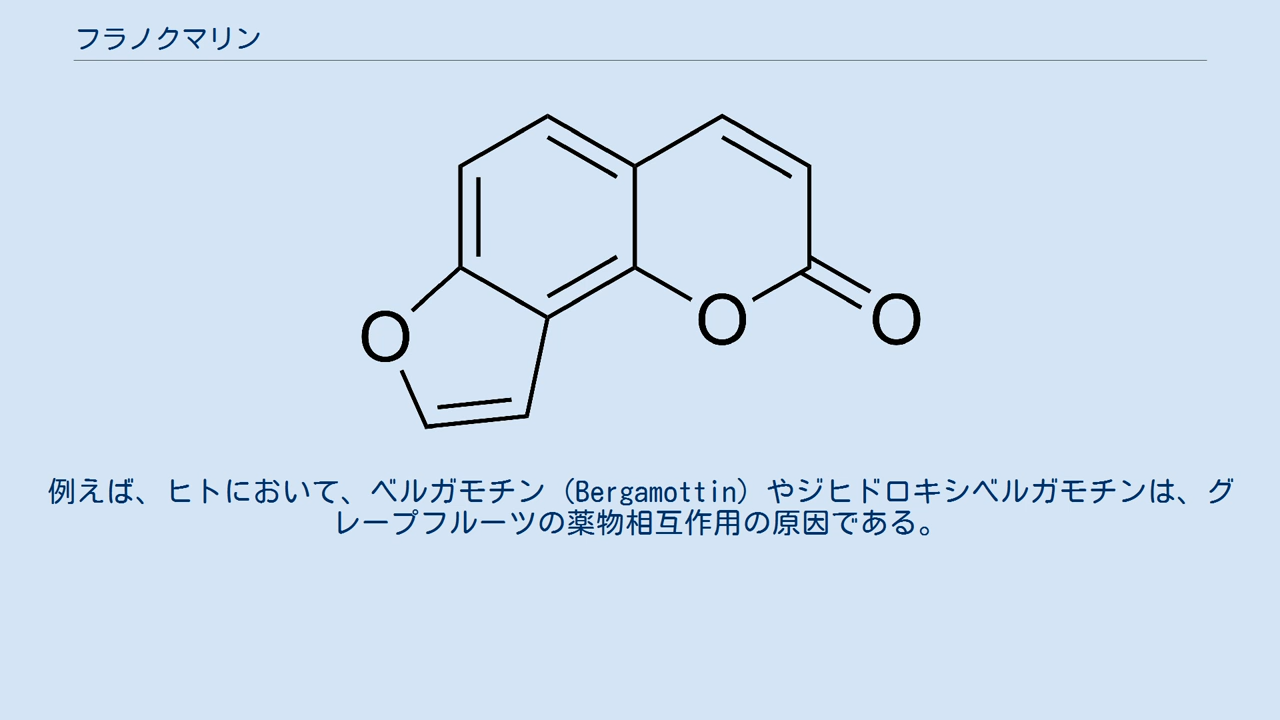 フラノクマリン
O
O
O
例えば、ヒトにおいて、ベルガモチン（Bergamottin）やジヒドロキシベルガモチンは、グ
レープフルーツの薬物相互作用の原因である。